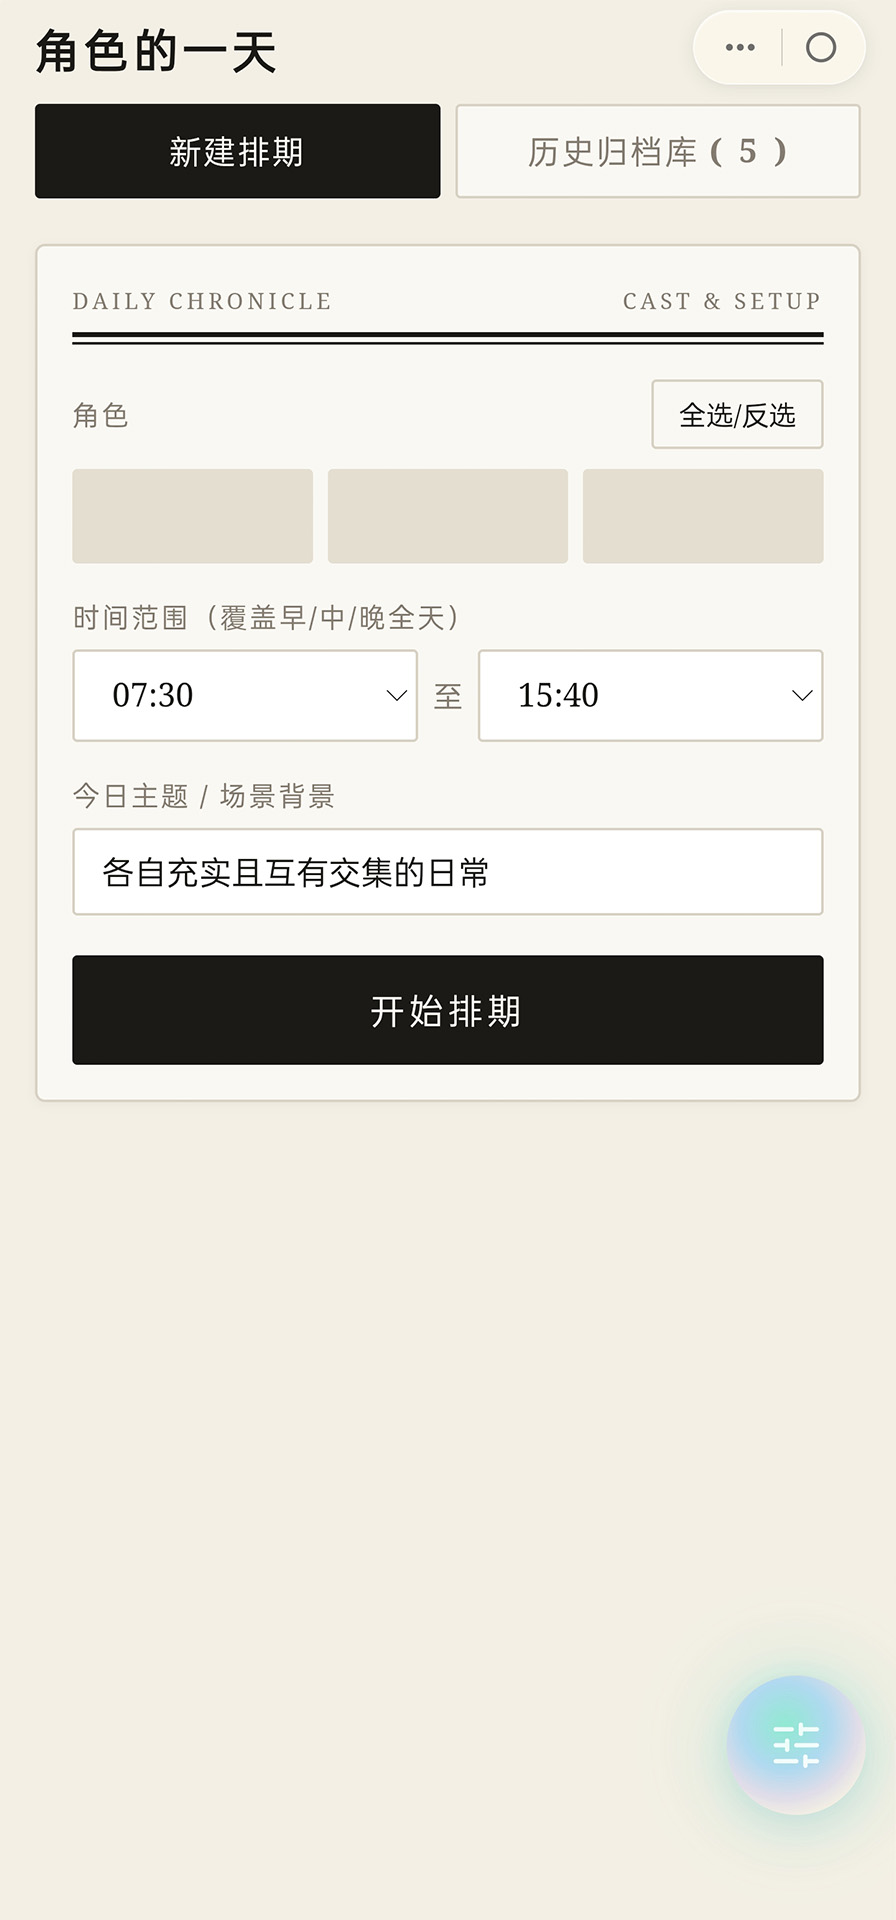 角色的一天
新建排期
历史归档库 ( 5 )
DAILY CHRONICLE
CAST & SETUP
角色
全选/反选
时间范围（覆盖早/中/晚全天）
07:30
至
15:40
今日主题 / 场景背景
各自充实且互有交集的日常
开始排期